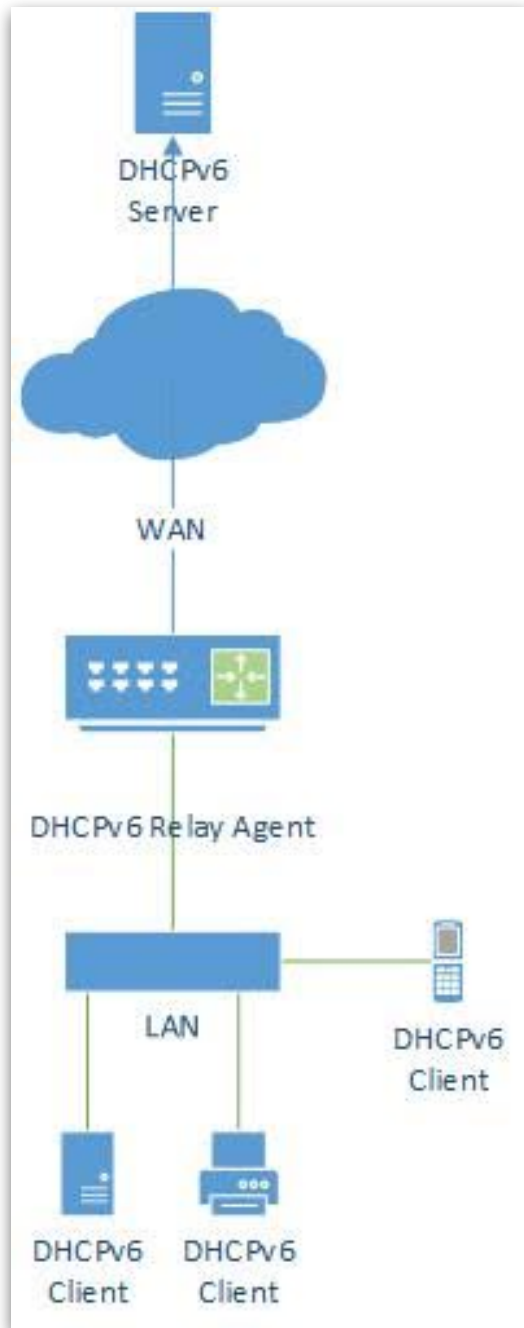 DHCPv6
Server
WAN
DHCPv6 Relay Agent
LAN
DHCPv6
Client
DHCPv6
Client
DHCPv6
Client